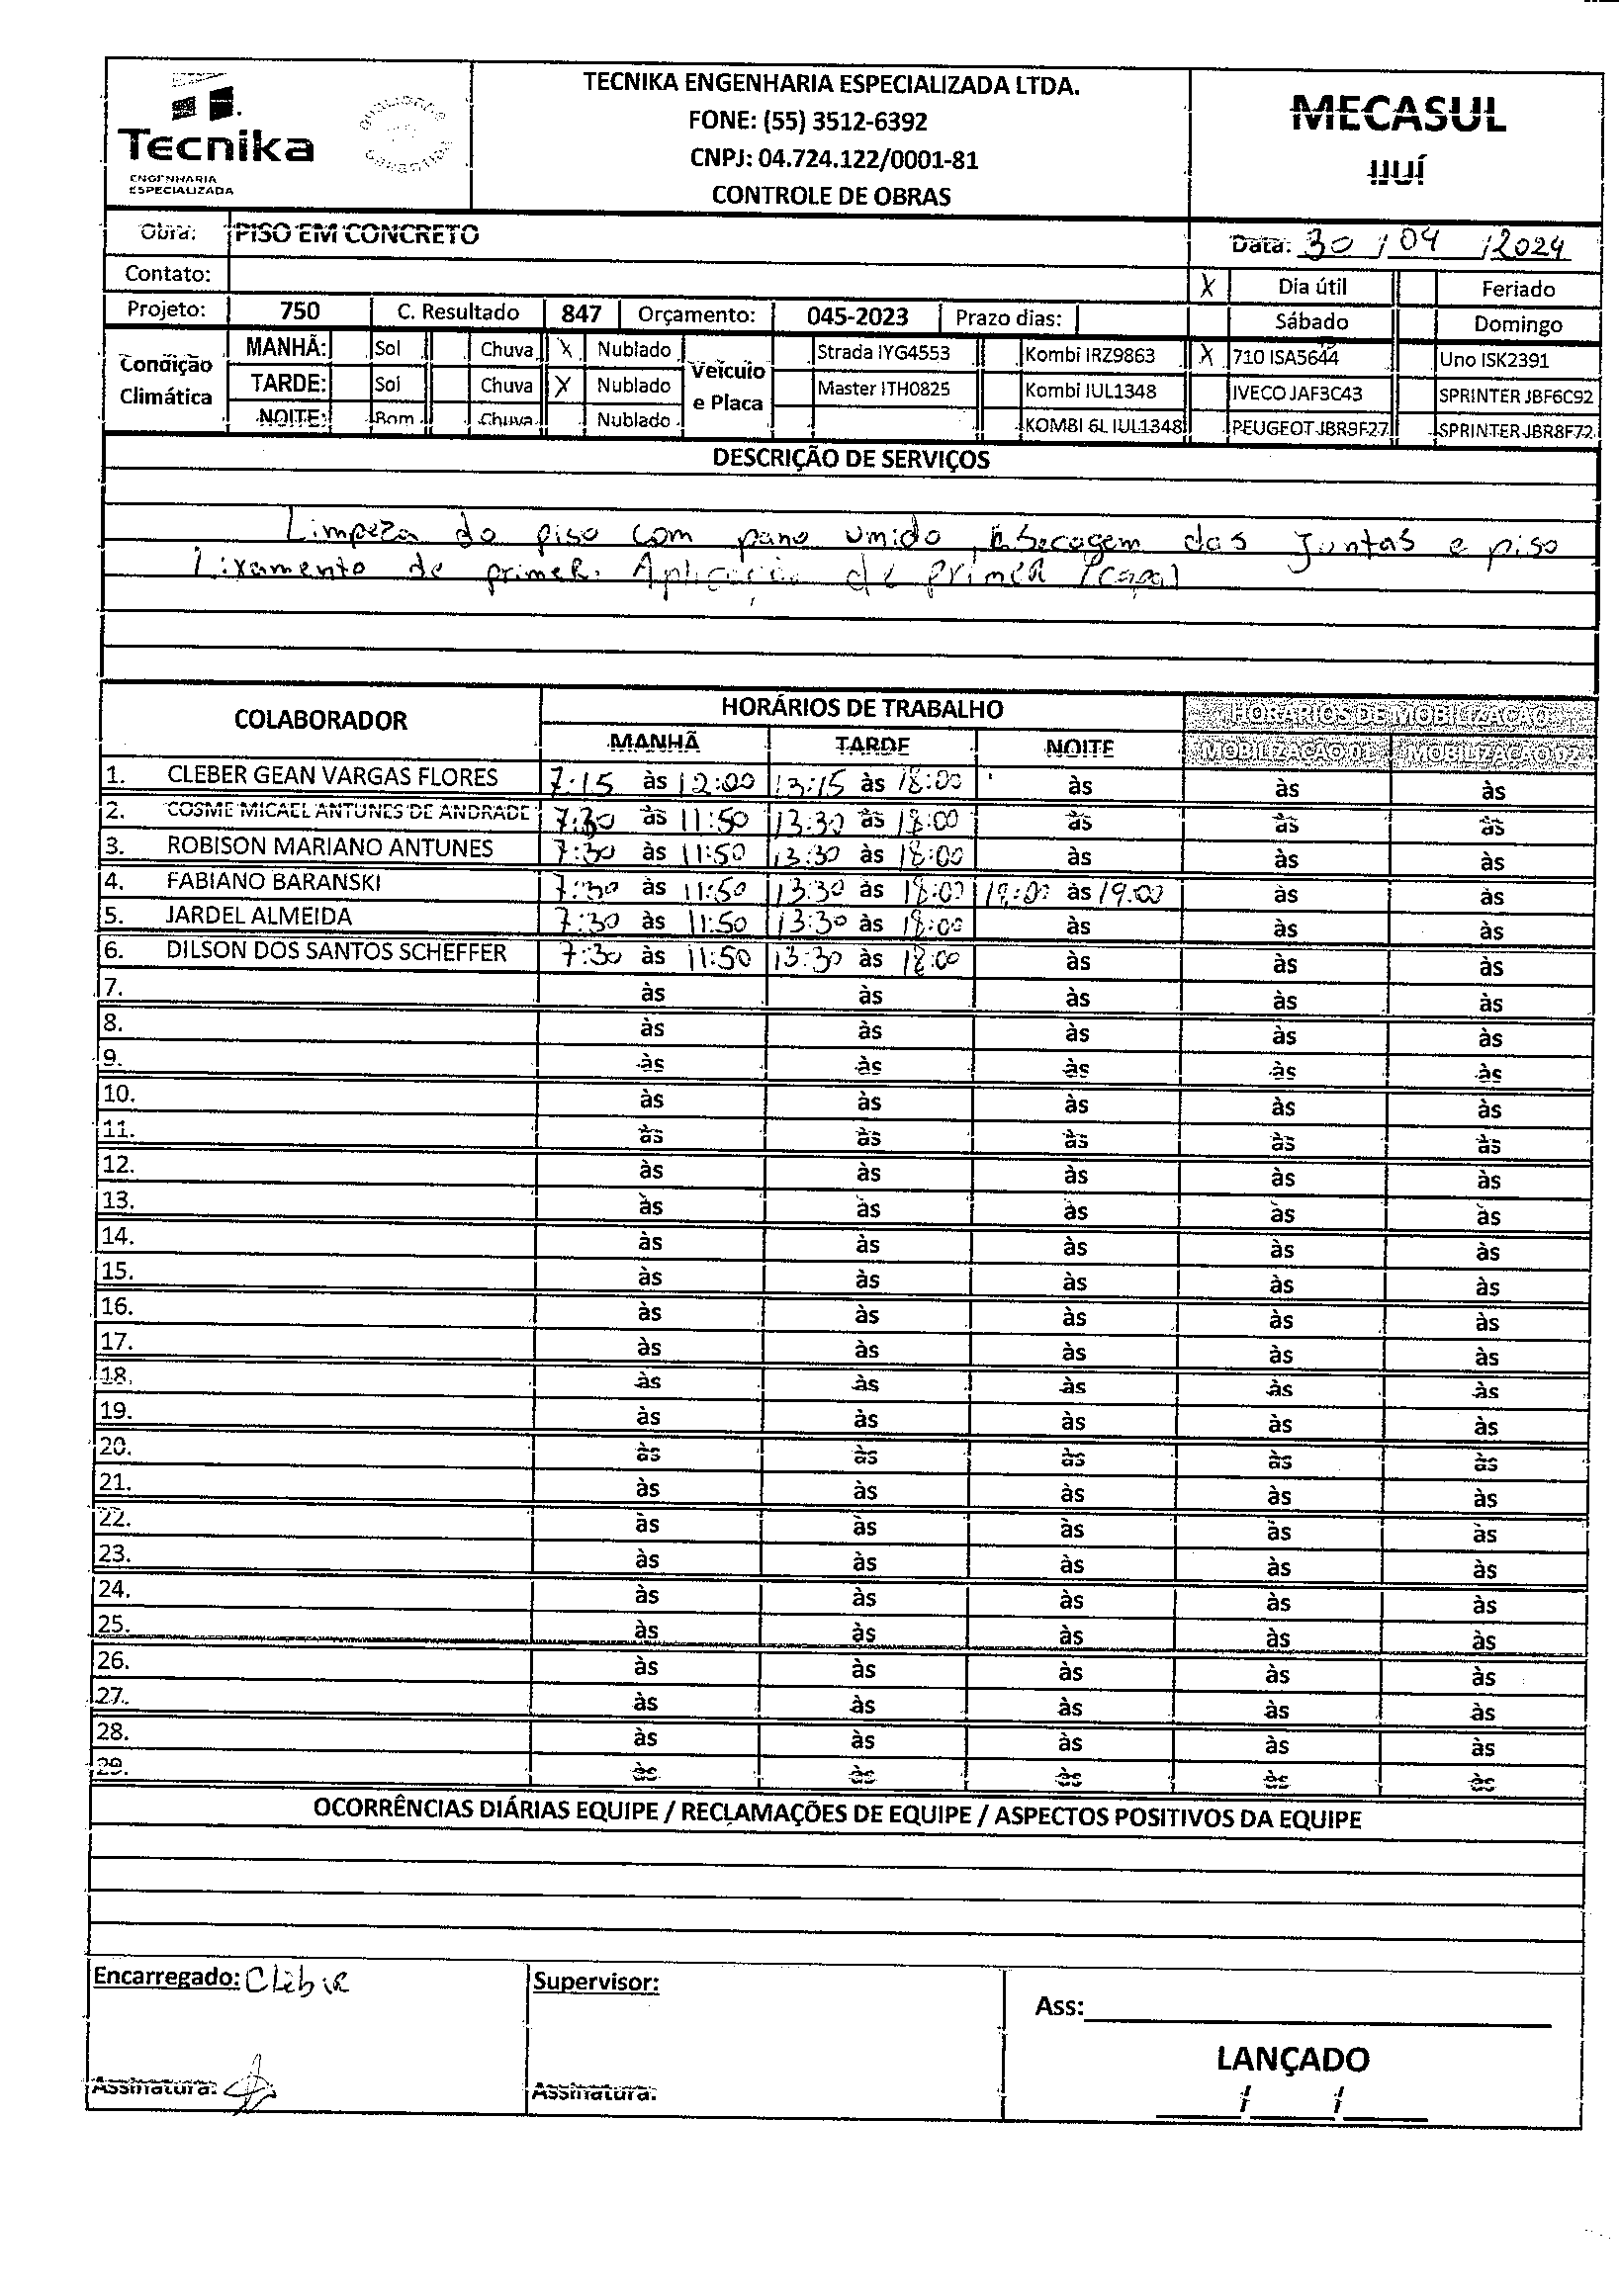 Tecnika
ENGENHARIA
ESPECIALIZADA
TECNIKA ENGENHARIA ESPECIALIZADA LTDA.
FONE: (55) 3512-6392
CNPJ: 04.724.122/0001-81
CONTROLE DE OBRAS
MECASUL
IJUÍ
Obra: PISO EM CONCRETO
Data: 30 / 04 / 2024
Contato:
X Dia útil Feriado
Projeto: 750 C. Resultado 847 Orçamento: 045-2023 Prazo dias: Sábado Domingo
Condição Climática
MANHÃ: Sol Chuva X Nublado
TARDE: Sol Chuva X Nublado
NOITE: Bom Chuva Nublado
Veículo e Placa
Strada IYG4553 Kombi IRZ9863 X 710 ISA5644 Uno ISK2391
Master ITH0825 Kombi IUL1348 IVECO JAF3C43 SPRINTER JBF6C92
KOMBI 6L IUL1348 PEUGEOT JBR9F27 SPRINTER JBR8F72
DESCRIÇÃO DE SERVIÇOS
Limpeza do piso com pano umido, secagem das juntas e piso
Lixamento de primer. Aplicação de primer
COLABORADOR HORÁRIOS DE TRABALHO HORÁRIOS DE MOBILIZAÇÃO
MANHÃ TARDE NOITE MOBILIZAÇÃO 01 MOBILIZAÇÃO 02
1. CLEBER GEAN VARGAS FLORES 7:15 às 12:00 13:15 às 18:00 às às às
2. COSME MICAEL ANTUNES DE ANDRADE 7:30 às 11:50 13:30 às 18:00 às às às
3. ROBISON MARIANO ANTUNES 7:30 às 11:50 13:30 às 18:00 às às às
4. FABIANO BARANSKI 7:30 às 11:50 13:30 às 18:00 às 19:00 às às
5. JARDEL ALMEIDA 7:30 às 11:50 13:30 às 18:00 às às às
6. DILSON DOS SANTOS SCHEFFER 7:30 às 11:50 13:30 às 18:00 às às às
7. às às às às às
8. às às às às às
9. às às às às às
10. às às às às às
11. às às às às às
12. às às às às às
13. às às às às às
14. às às às às às
15. às às às às às
16. às às às às às
17. às às às às às
18. às às às às às
19. às às às às às
20. às às às às às
21. às às às às às
22. às às às às às
23. às às às às às
24. às às às às às
25. às às às às às
26. às às às às às
27. às às às às às
28. às às às às às
29. às às às às às
OCORRÊNCIAS DIÁRIAS EQUIPE / RECLAMAÇÕES DE EQUIPE / ASPECTOS POSITIVOS DA EQUIPE
Encarregado: Cleber
Supervisor:
Ass:
LANÇADO
Assinatura:
Assinatura:
/ /